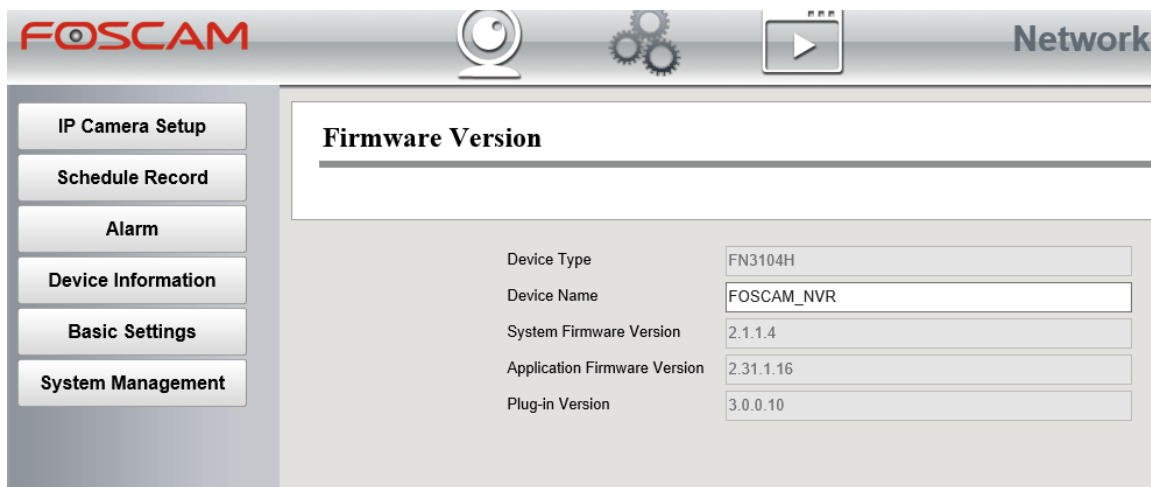 FOSCAM
Network
IP Camera Setup
Schedule Record
Alarm
Device Information
Basic Settings
System Management
Firmware Version
Device Type FN3104H
Device Name FOSCAM_NVR
System Firmware Version 2.1.1.4
Application Firmware Version 2.31.1.16
Plug-in Version 3.0.0.10